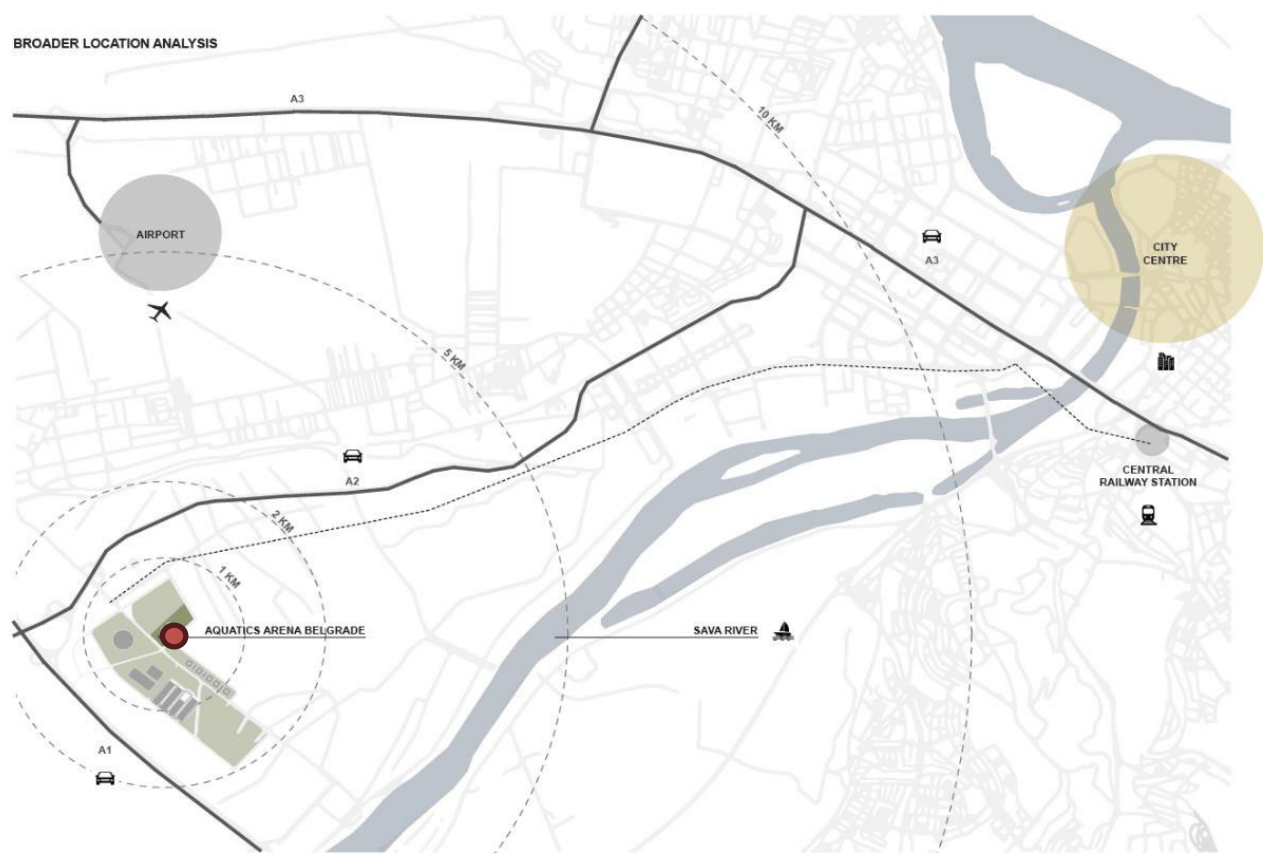 BROADER LOCATION ANALYSIS
A3
10 KM
AIRPORT
A3
CITY
CENTRE
5 KM
A2
CENTRAL
RAILWAY STATION
2 KM
1 KM
AQUATICS ARENA BELGRADE
SAVA RIVER
A1